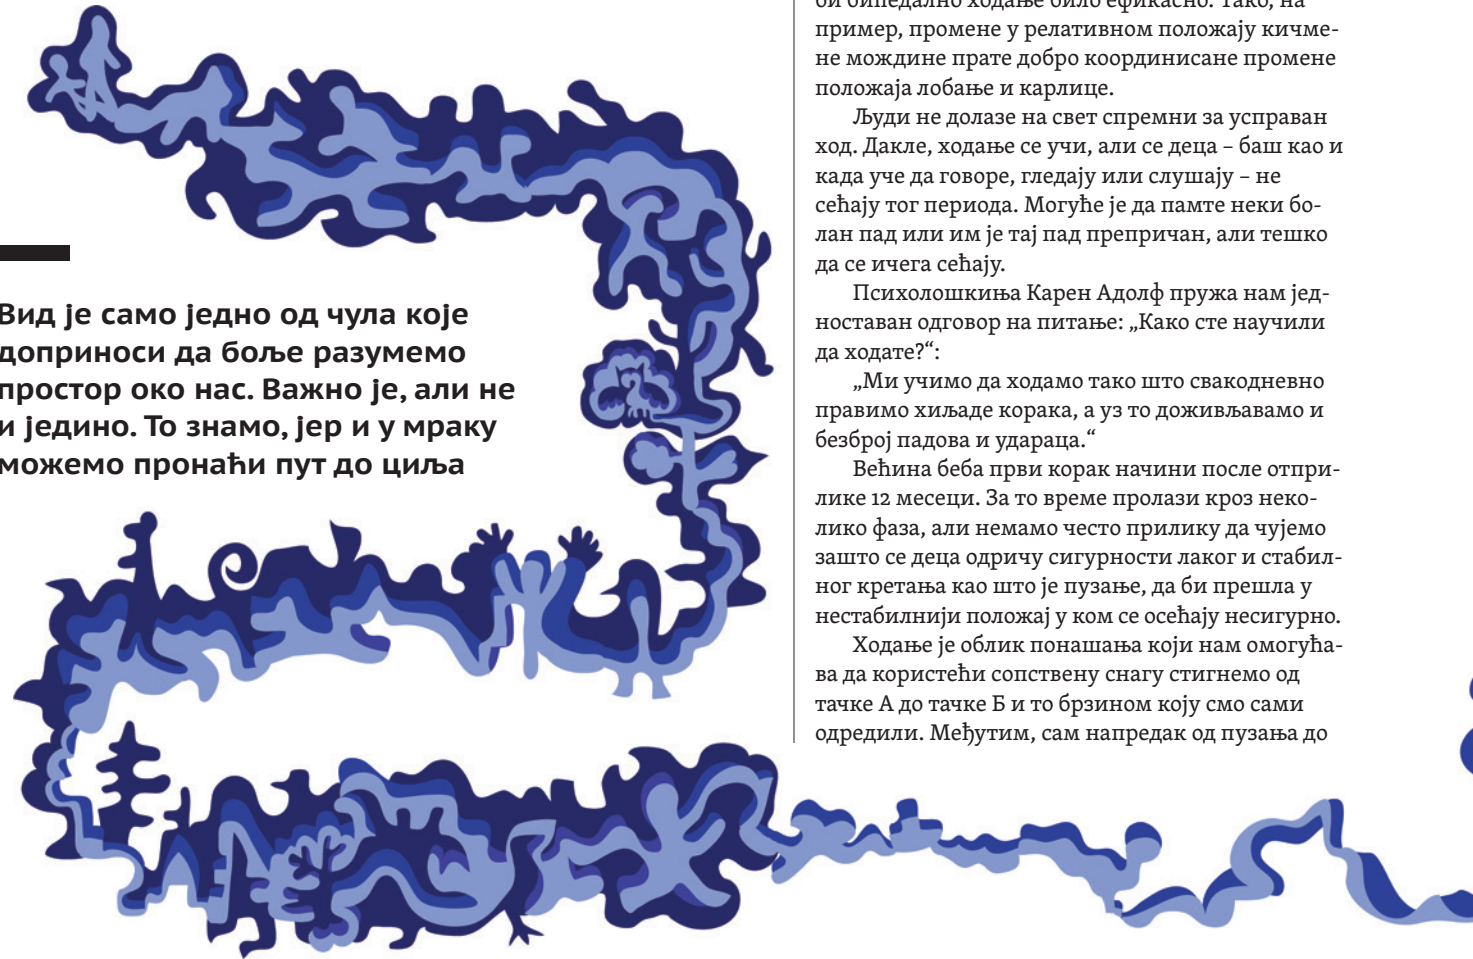 Вид је само једно од чула које
доприноси да боље разумемо
простор око нас. Важно је, али не
и једино. То знамо, јер и у мраку
можемо пронаћи пут до циља
би бипедално ходање било ефикасно. Тако, на
пример, промене у релативном положају кичме-
не мождине прате добро координисане промене
положаја лобање и карлице.
Људи не долазе на свет спремни за усправан
ход. Дакле, ходање се учи, али се деца – баш као и
када уче да говоре, гледају или слушају – не
сећају тог периода. Могуће је да памте неки бо-
лан пад или им је тај пад препричан, али тешко
да се ичега сећају.
Психолошкиња Карен Адолф пружа нам јед-
ноставан одговор на питање: „Како сте научили
да ходате?“:
„Ми учимо да ходамо тако што свакодневно
правимо хиљаде корака, а уз то доживљавамо и
безброј падова и удараца.“
Већина беба први корак начини после отпри-
лике 12 месеци. За то време пролази кроз неко-
лико фаза, али немамо често прилику да чујемо
зашто се деца одричу сигурности лаког и стабил-
ног кретања као што је пузање, да би прешла у
нестабилнији положај у ком се осећају несигурно.
Ходање је облик понашања који нам омогућа-
ва да користећи сопствену снагу стигнемо од
тачке А до тачке Б и то брзином коју смо сами
одредили. Међутим, сам напредак од пузања до